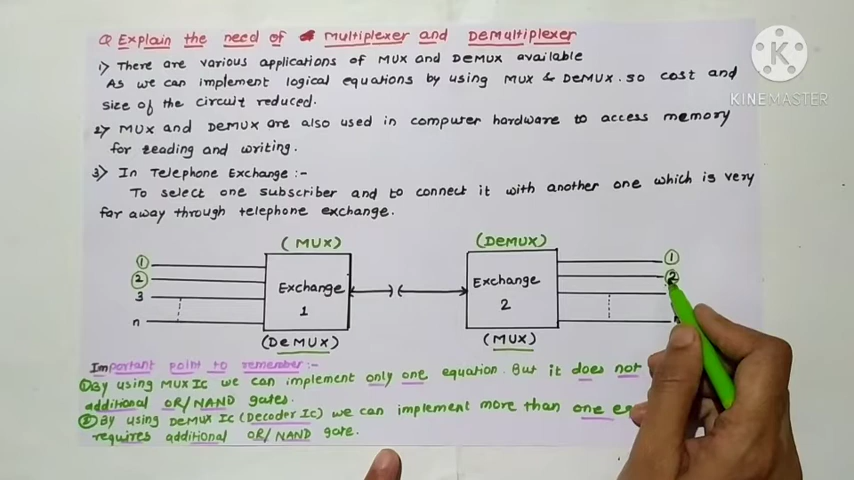 Q Explain the need of Multiplexer and DeMultiplexer
1) There are various applications of MUX and DeMUX available
As we can implement logical equations by using MUX & DeMUX. so cost and
size of the circuit reduced.
2) MUX and DeMUX are also used in computer hardware to access memory
for reading and writing.
3) In Telephone Exchange :-
To select one subscriber and to connect it with another one which is very
far away through telephone exchange.
(MUX) (DeMUX)
1 1
2 Exchange Exchange 2
3 1 2
n n
(DeMUX) (MUX)
Important point to remember:-
1) By using MUX IC we can implement only one equation. But it does not
additional OR/NAND gates.
2) By using DeMUX IC (Decoder IC) we can implement more than one
requires additional OR/NAND gate.
K
KINEMASTER